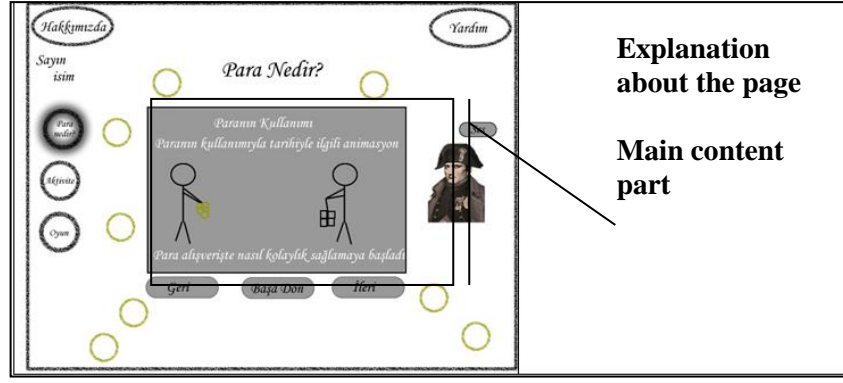 Hakkımızda
Yardım
Sayın
isim
Para Nedir?
Para
nedir?
Aktivite
Oyun
Paranın Kullanımı
Paranın kullanımıyla tarihiyle ilgili animasyon
Para alışverişte nasıl kolaylık sağlamaya başladı
Geri
Başa Dön
İleri
Explanation
about the page
Main content
part